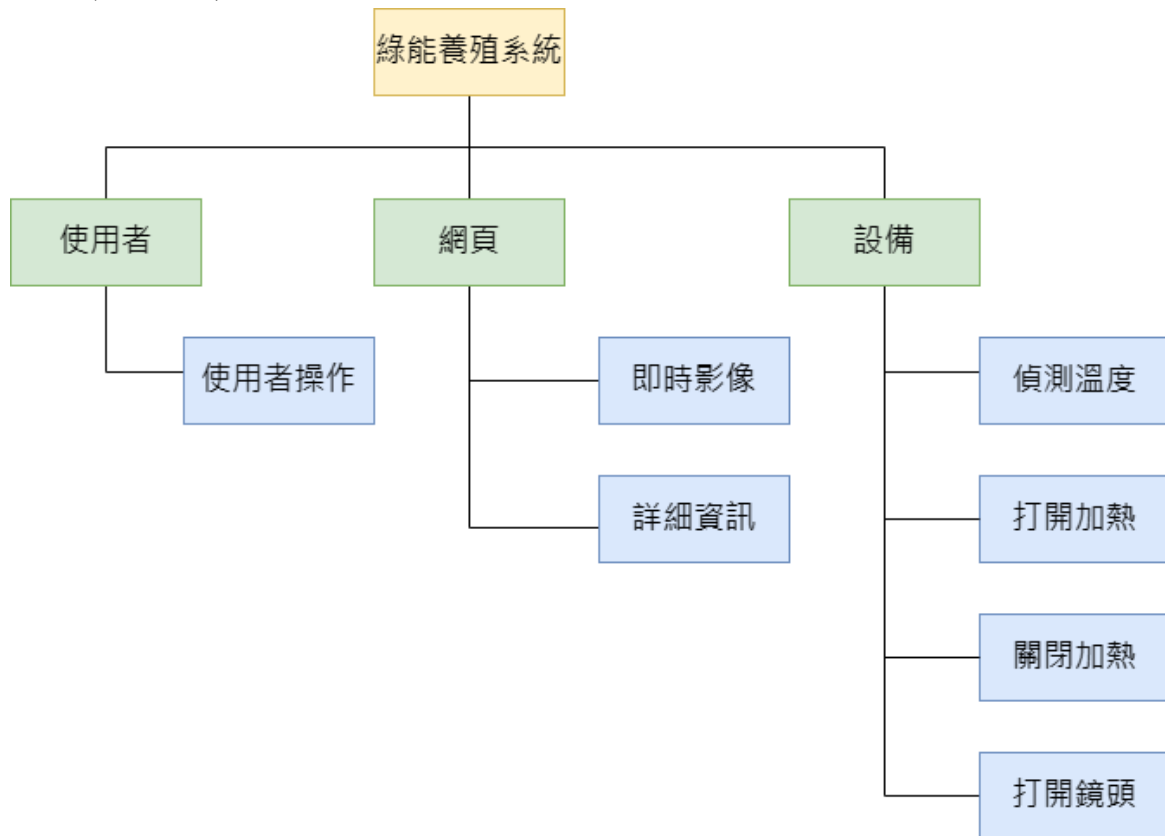 綠能養殖系統
使用者
網頁
設備
使用者操作
即時影像
偵測溫度
詳細資訊
打開加熱
關閉加熱
打開鏡頭